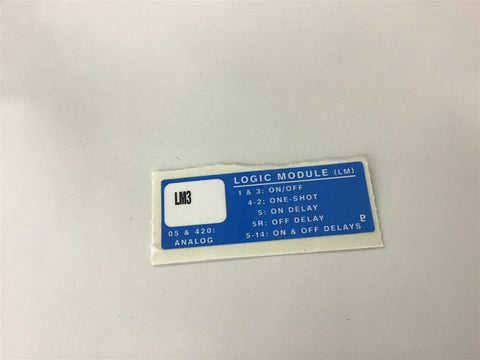 LOGIC MODULE (LM)
LM3
1 & 3: ON/OFF
4-2: ONE-SHOT
5: ON DELAY
5R: OFF DELAY
5-14: ON & OFF DELAYS
05 & 420:
ANALOG